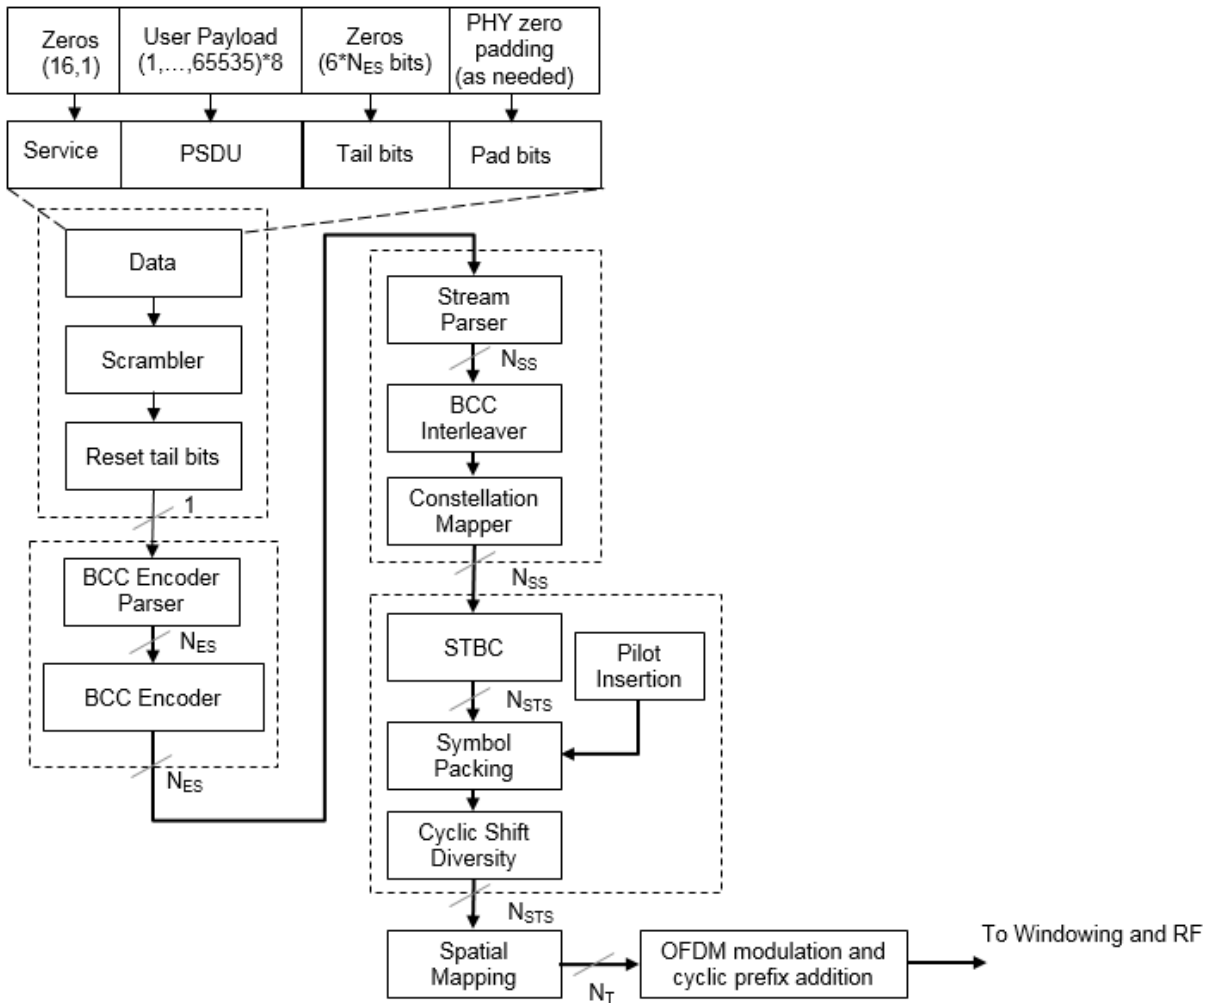 Zeros
(16,1)
User Payload
(1,...,65535)*8
Zeros
(6*NES bits)
PHY zero
padding
(as needed)
Service
PSDU
Tail bits
Pad bits
Data
Scrambler
Reset tail bits
1
BCC Encoder
Parser
NES
BCC Encoder
NES
Stream
Parser
NSS
BCC
Interleaver
Constellation
Mapper
NSS
STBC
Pilot
Insertion
NSTS
Symbol
Packing
Cyclic Shift
Diversity
NSTS
Spatial
Mapping
NT
OFDM modulation and
cyclic prefix addition
To Windowing and RF